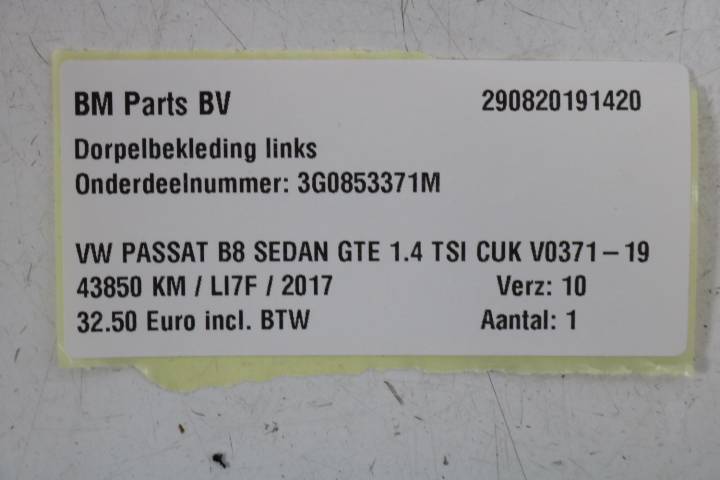 BM Parts BV 290820191420
Dorpelbekleding links
Onderdeelnummer: 3G0853371M
VW PASSAT B8 SEDAN GTE 1.4 TSI CUK V0371-19
43850 KM / LI7F / 2017 Verz: 10
32.50 Euro incl. BTW Aantal: 1